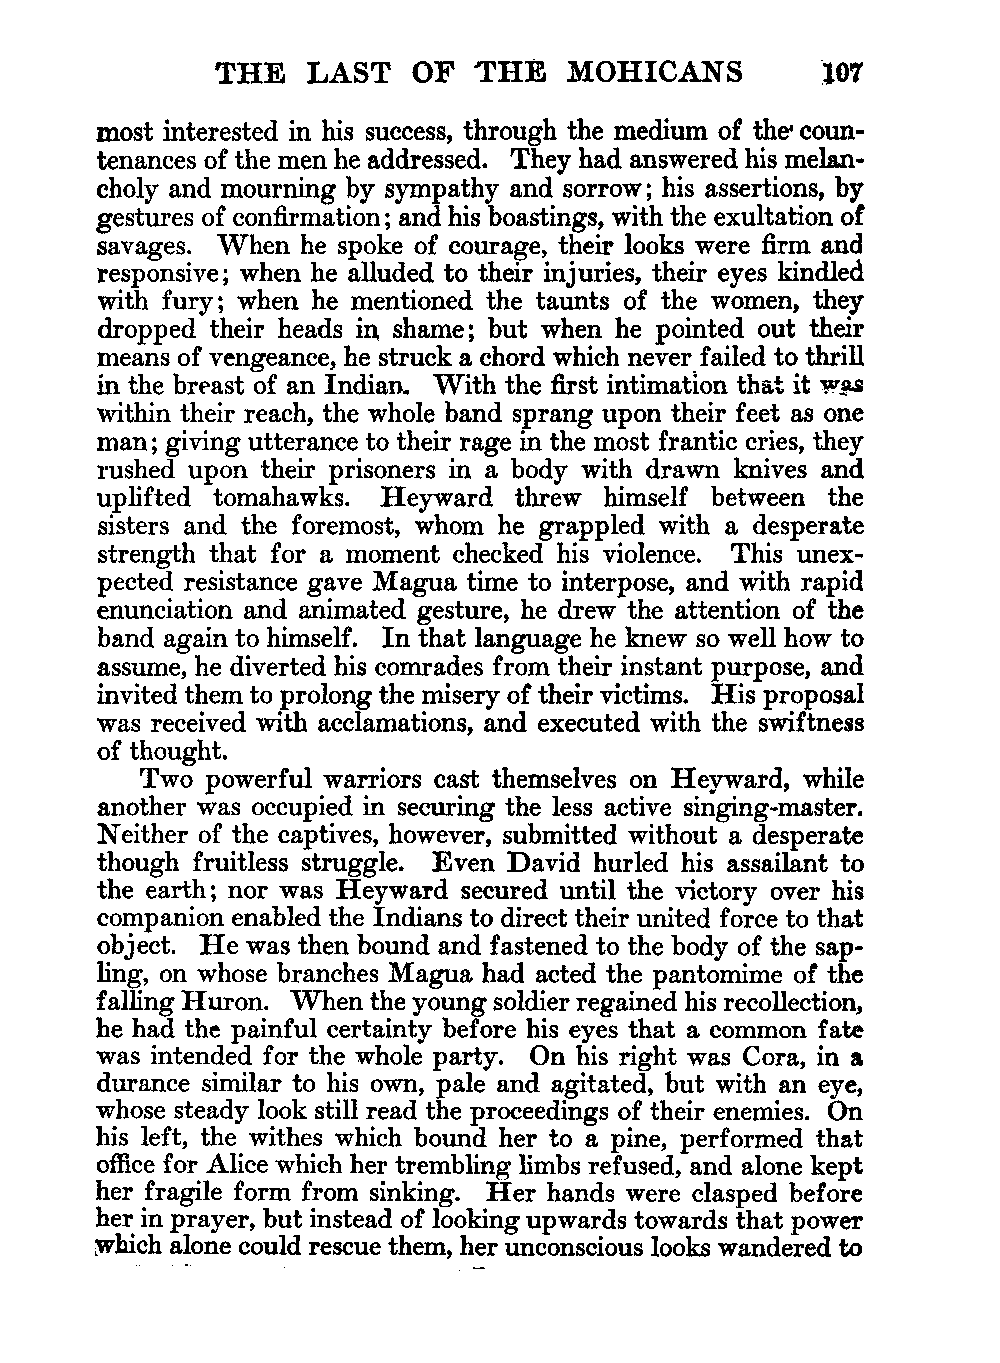 THE LAST OF THE MOHICANS 107
most interested in his success, through the medium of the coun-
tenances of the men he addressed. They had answered his melan-
choly and mourning by sympathy and sorrow; his assertions, by
gestures of confirmation; and his boastings, with the exultation of
savages. When he spoke of courage, their looks were firm and
responsive; when he alluded to their injuries, their eyes kindled
with fury; when he mentioned the taunts of the women, they
dropped their heads in shame; but when he pointed out their
means of vengeance, he struck a chord which never failed to thrill
in the breast of an Indian. With the first intimation that it was
within their reach, the whole band sprang upon their feet as one
man; giving utterance to their rage in the most frantic cries, they
rushed upon their prisoners in a body with drawn knives and
uplifted tomahawks. Heyward threw himself between the
sisters and the foremost, whom he grappled with a desperate
strength that for a moment checked his violence. This unex-
pected resistance gave Magua time to interpose, and with rapid
enunciation and animated gesture, he drew the attention of the
band again to himself. In that language he knew so well how to
assume, he diverted his comrades from their instant purpose, and
invited them to prolong the misery of their victims. His proposal
was received with acclamations, and executed with the swiftness
of thought.
Two powerful warriors cast themselves on Heyward, while
another was occupied in securing the less active singing-master.
Neither of the captives, however, submitted without a desperate
though fruitless struggle. Even David hurled his assailant to
the earth; nor was Heyward secured until the victory over his
companion enabled the Indians to direct their united force to that
object. He was then bound and fastened to the body of the sap-
ling, on whose branches Magua had acted the pantomime of the
falling Huron. When the young soldier regained his recollection,
he had the painful certainty before his eyes that a common fate
was intended for the whole party. On his right was Cora, in a
durance similar to his own, pale and agitated, but with an eye,
whose steady look still read the proceedings of their enemies. On
his left, the withes which bound her to a pine, performed that
office for Alice which her trembling limbs refused, and alone kept
her fragile form from sinking. Her hands were clasped before
her in prayer, but instead of looking upwards towards that power
which alone could rescue them, her unconscious looks wandered to